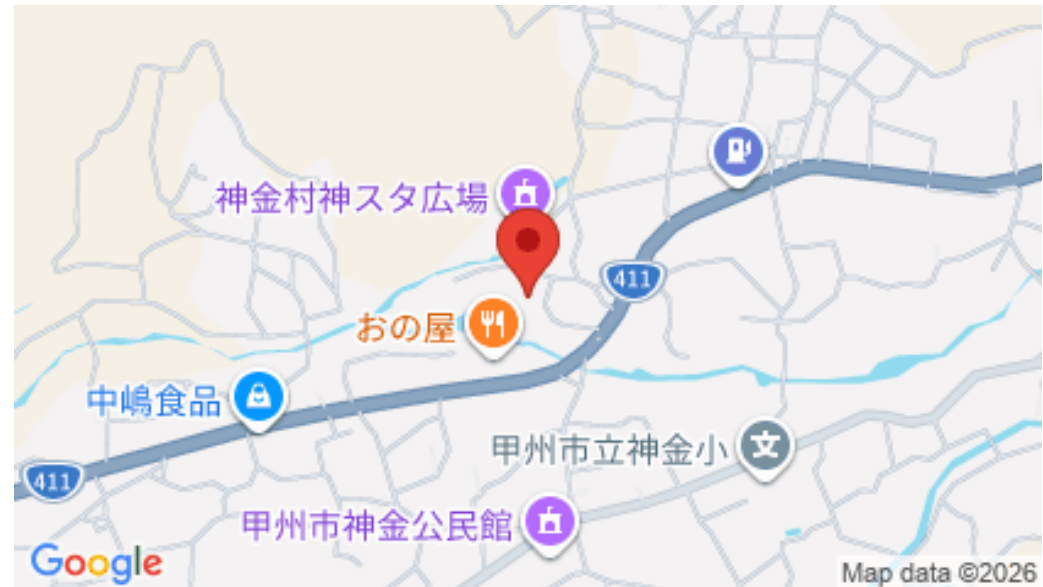 神金村神スタ広場
411
おの屋
中嶋食品
甲州市立神金小
文
411
甲州市神金公民館
Google
Map data ©2026